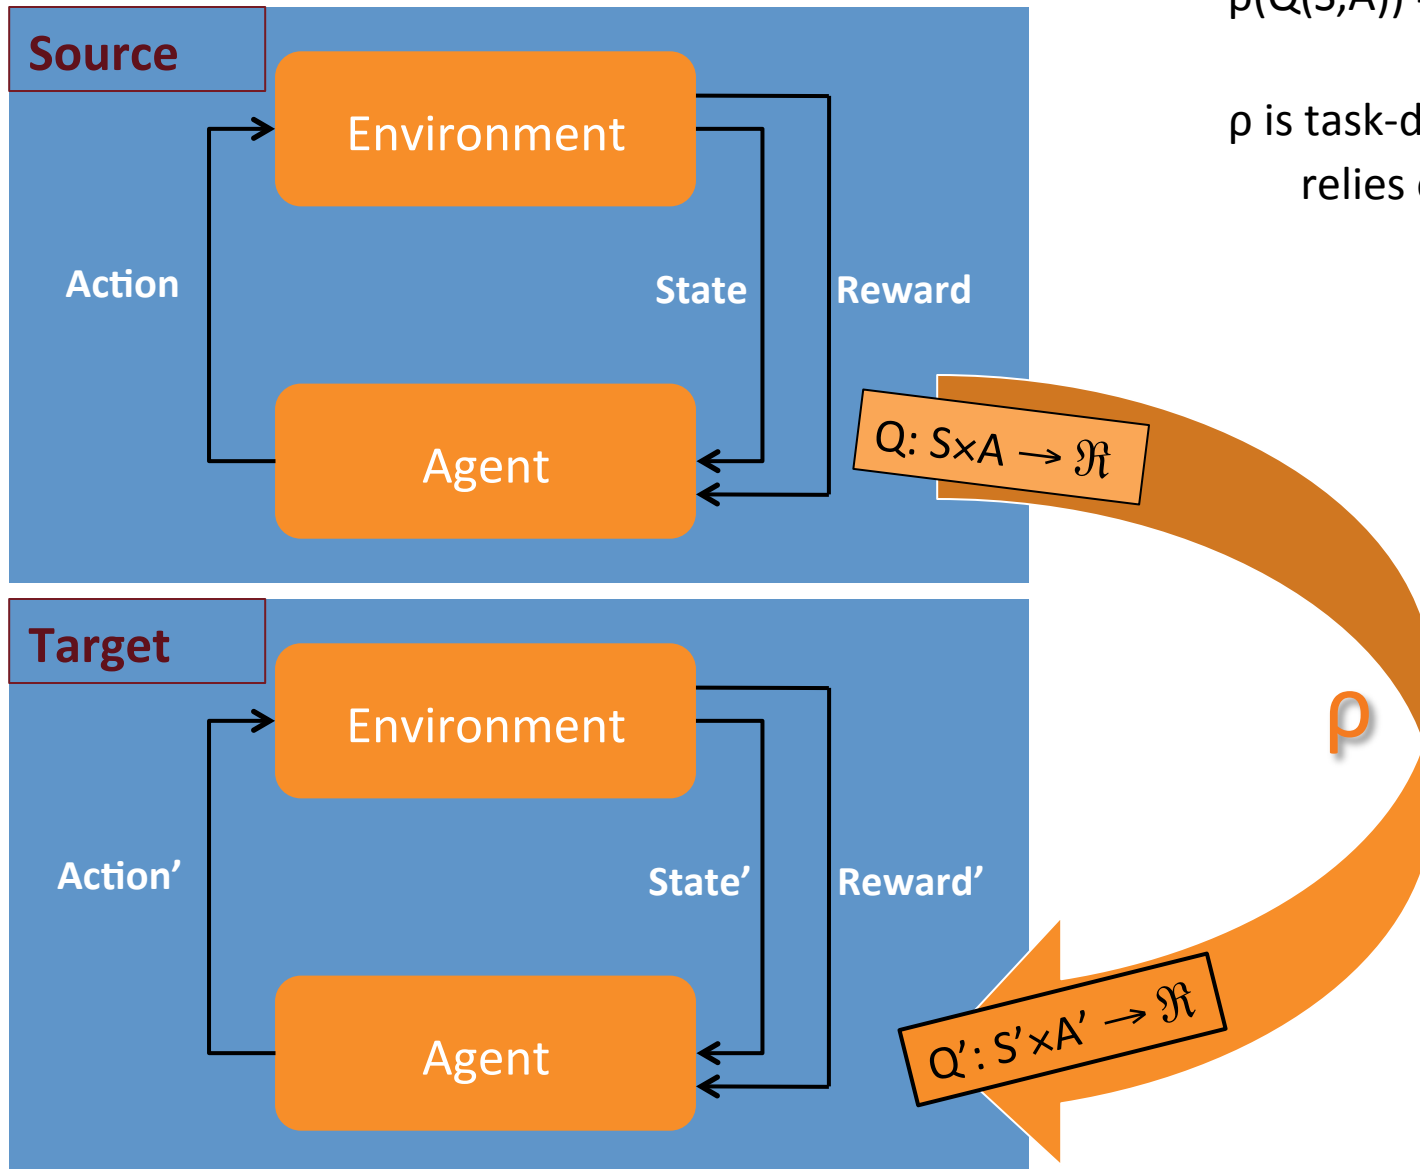 Source
Environment
Action
State
Reward
Agent
Q: S×A → ℜ
ρ(Q(S,A))
ρ is task-d
relies
Target
Environment
ρ
Action’
State’
Reward’
Agent
Q’: S’×A’ → ℜ